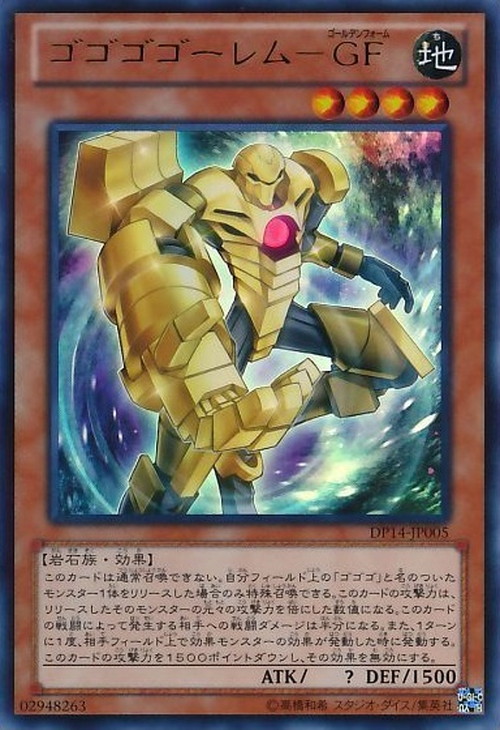 ゴールデンフォーム
ゴゴゴゴーレム－GF
ち
地
DP14-JP005
【岩石族・効果】
このカードは通常召喚できない。自分フィールド上の「ゴゴゴ」と名のついた
モンスター1体をリリースした場合のみ特殊召喚できる。このカードの攻撃力は、
リリースしたそのモンスターの元々の攻撃力を倍にした数値になる。このカード
の戦闘によって発生する相手への戦闘ダメージは半分になる。また、1ターン
に1度、相手フィールド上で効果モンスターの効果が発動した時に発動する。
このカードの攻撃力を1500ポイントダウンし、その効果を無効にする。
ATK/ ? DEF/1500
02948263 ©高橋和希 スタジオ・ダイス/集英社